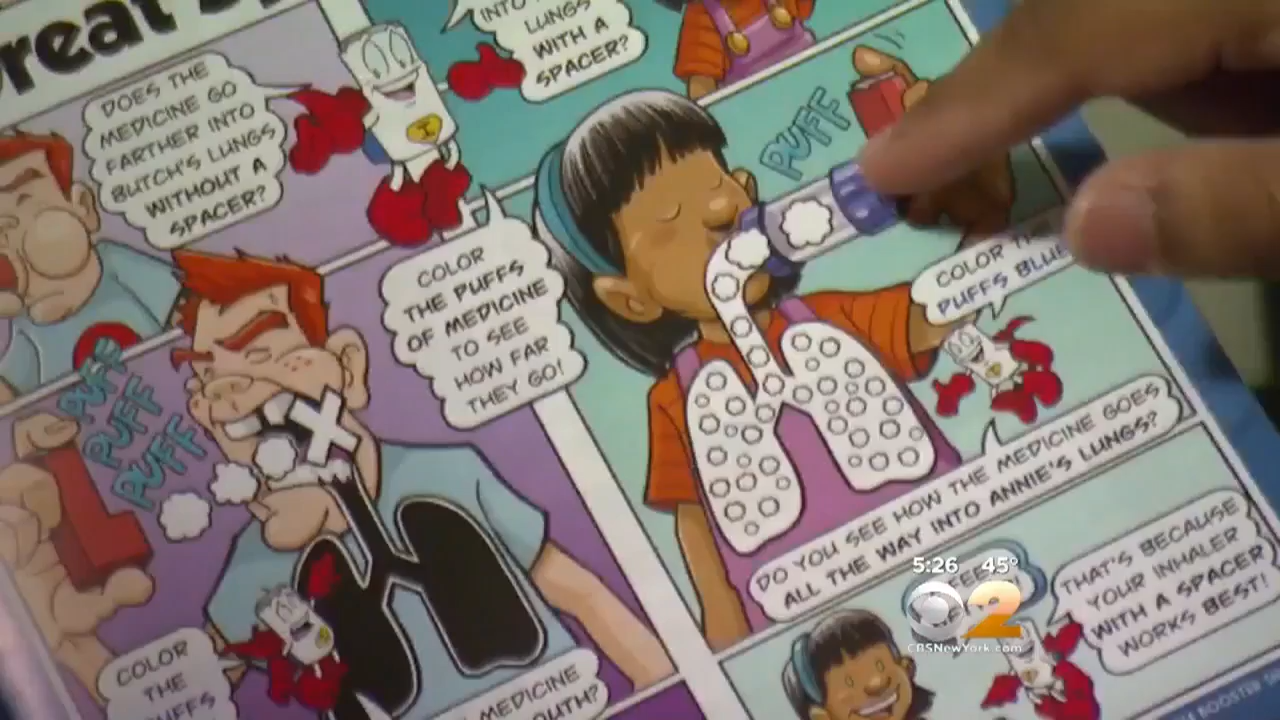 INTO
LUNGS
WITH A
SPACER?
DOES THE
MEDICINE GO
FARTHER INTO
BUTCH'S LUNGS
WITHOUT A
SPACER?
PUFF
COLOR
THE PUFFS
OF MEDICINE
TO SEE
HOW FAR
THEY GO!
COLOR
PUFFS BLUE
PUFF
PUFF
PUFF
DO YOU SEE HOW THE MEDICINE GOES
ALL THE WAY INTO ANNIE'S LUNGS?
THAT'S BECAUSE
YOUR INHALER
WITH A SPACER
WORKS BEST!
COLOR
THE
MEDICINE
5:26 45°
2
CBSNewYork.com
BOOSTER